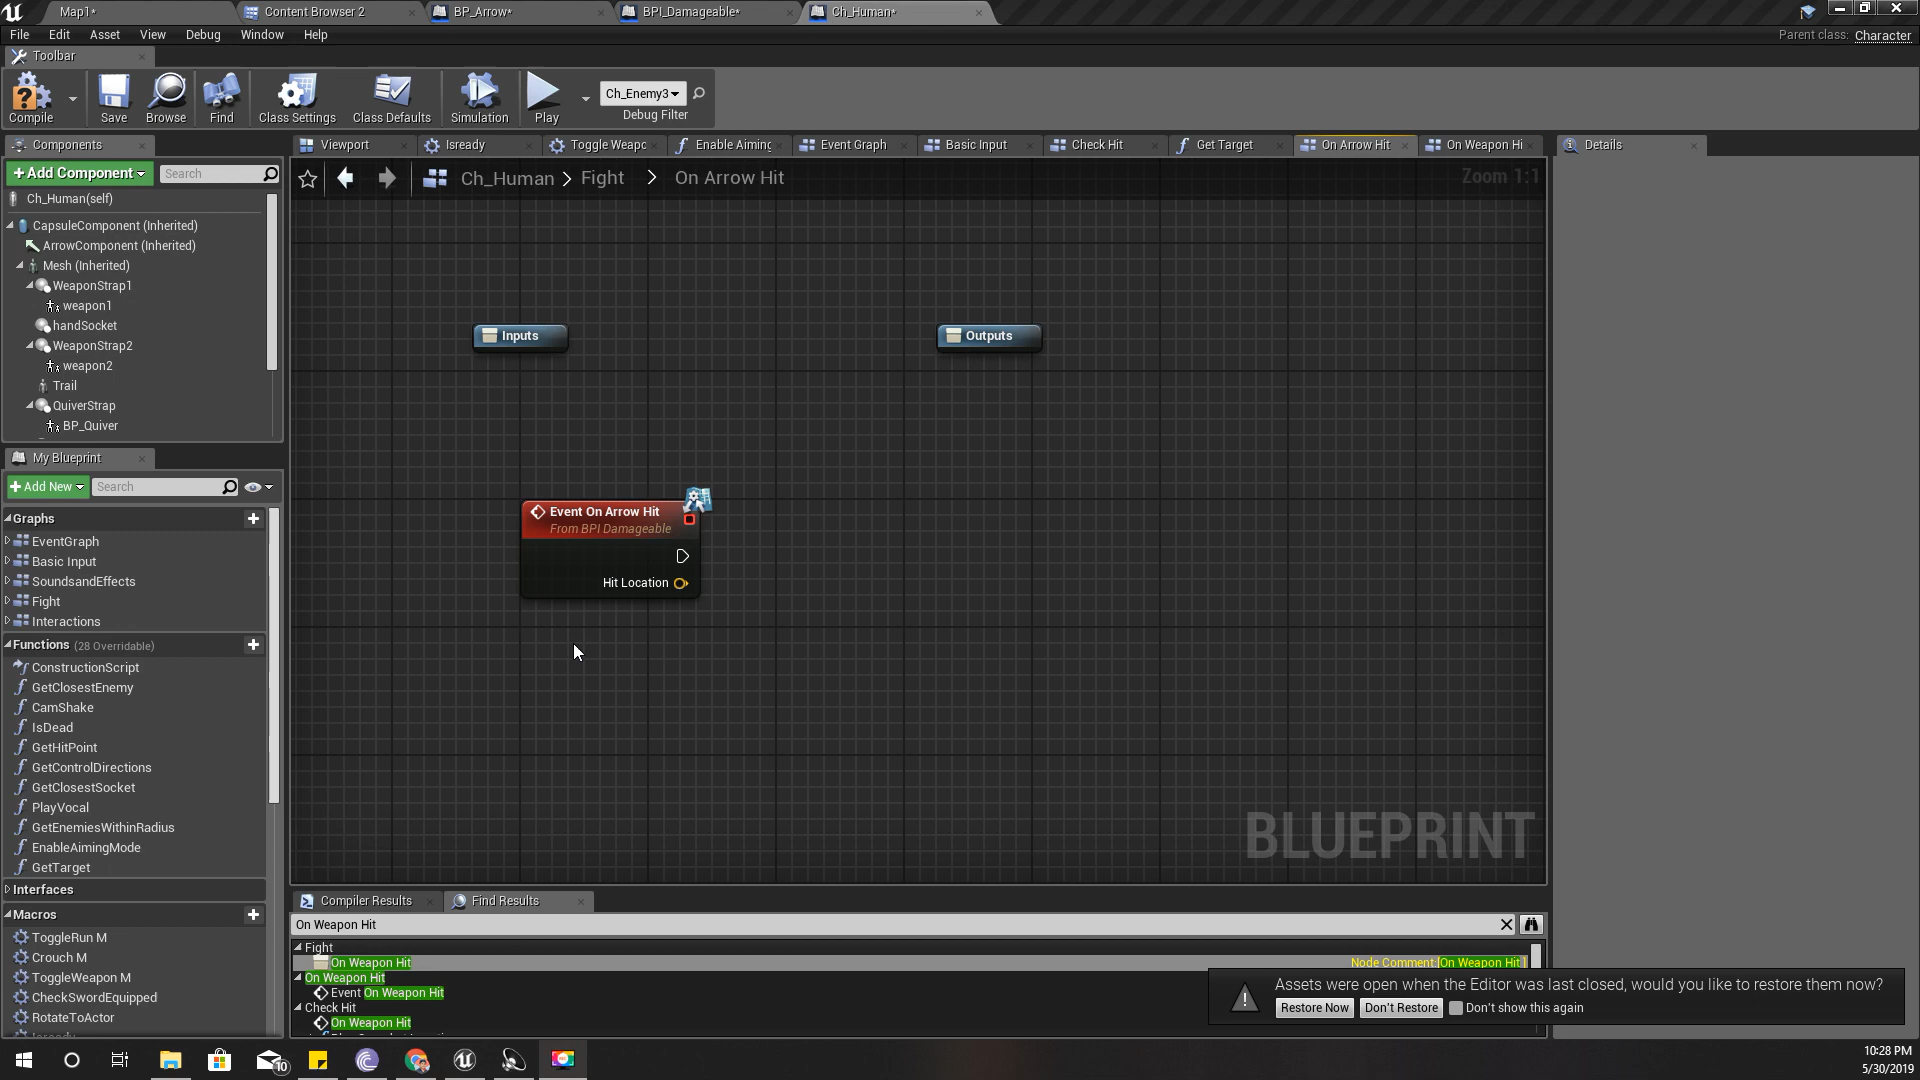 Map1*
Content Browser 2
BP_Arrow*
BPI_Damageable*
Ch_Human*
File Edit Asset View Debug Window Help
Parent class: Character
Toolbar
Compile
Save
Browse
Find
Class Settings
Class Defaults
Simulation
Play
Ch_Enemy3
Debug Filter
Components
+ Add Component
Search
Ch_Human(self)
CapsuleComponent (Inherited)
ArrowComponent (Inherited)
Mesh (Inherited)
WeaponStrap1
weapon1
handSocket
WeaponStrap2
weapon2
Trail
QuiverStrap
BP_Quiver
My Blueprint
+ Add New
Search
Graphs
EventGraph
Basic Input
SoundsandEffects
Fight
Interactions
Functions (28 Overridable)
ConstructionScript
GetClosestEnemy
CamShake
IsDead
GetHitPoint
GetControlDirections
GetClosestSocket
PlayVocal
GetEnemiesWithinRadius
EnableAimingMode
GetTarget
Interfaces
Macros
ToggleRun M
Crouch M
ToggleWeapon M
CheckSwordEquipped
RotateToActor
Viewport
Isready
Toggle Weapo
Enable Aiming
Event Graph
Basic Input
Check Hit
Get Target
On Arrow Hit
On Weapon Hi
Ch_Human > Fight > On Arrow Hit
Zoom 1:1
Inputs
Outputs
Event On Arrow Hit
From BPI Damageable
Hit Location
BLUEPRINT
Details
Compiler Results
Find Results
On Weapon Hit
Fight
On Weapon Hit
Node Comment:[On Weapon Hit]
On Weapon Hit
Event On Weapon Hit
Check Hit
On Weapon Hit
Assets were open when the Editor was last closed, would you like to restore them now?
Restore Now
Don't Restore
Don't show this again
10
10:28 PM
5/30/2019